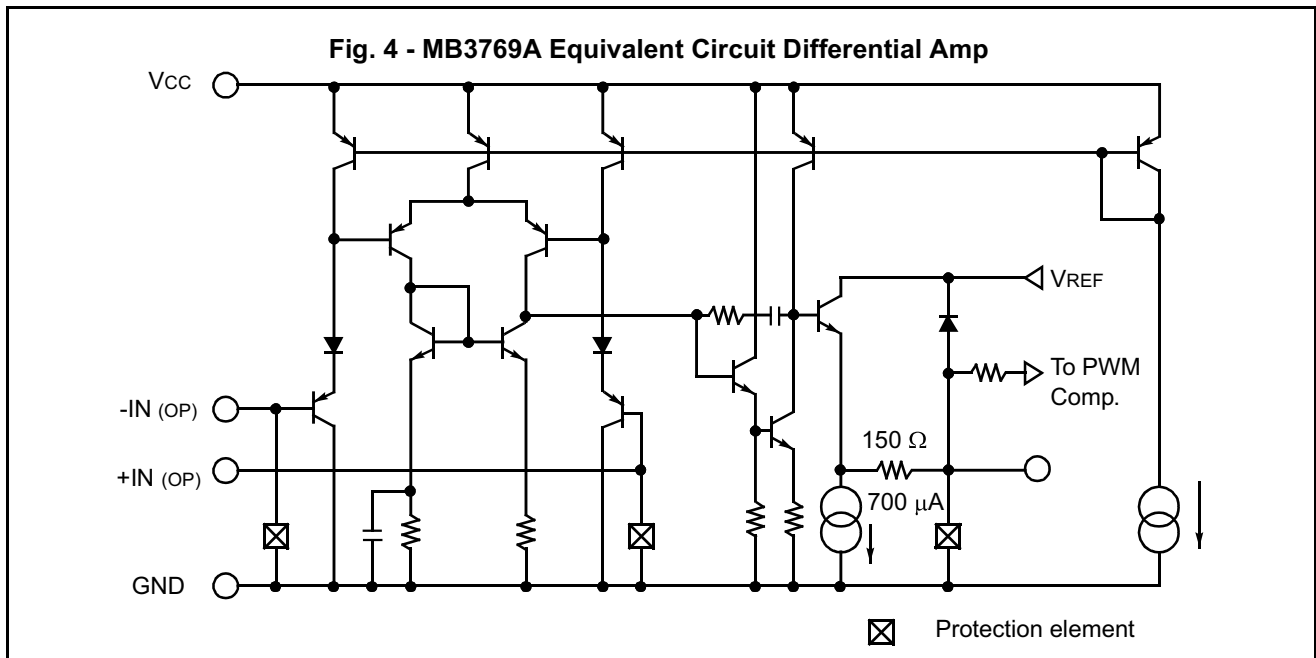 Fig. 4 - MB3769A Equivalent Circuit Differential Amp
VCC
VREF
To PWM
Comp.
-IN (OP)
150 Ω
+IN (OP)
700 μA
GND
Protection element